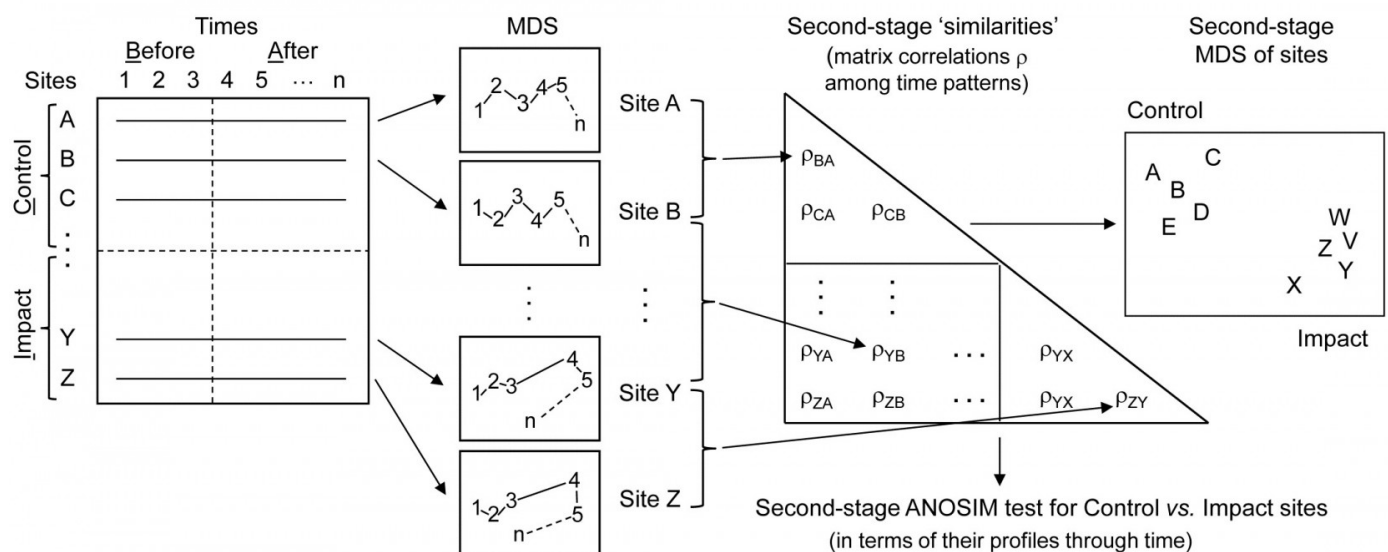 Times
Before After
Sites 1 2 3 4 5 ... n
Control
A
B
C
⋮
Impact
Y
Z
MDS
1 2 3 4 5 n
Site A
1 2 3 4 5 n
Site B
⋮ ⋮
1 2 3 4 5 n
Site Y
1 2 3 4 5 n
Site Z
Second-stage ‘similarities’
(matrix correlations ρ
among time patterns)
ρBA
ρCA ρCB
⋮ ⋮
ρYA ρYB ... ρYX
ρZA ρZB ... ρYX ρZY
Second-stage ANOSIM test for Control vs. Impact sites
(in terms of their profiles through time)
Second-stage
MDS of sites
Control
A B C D E
W V Z Y X
Impact